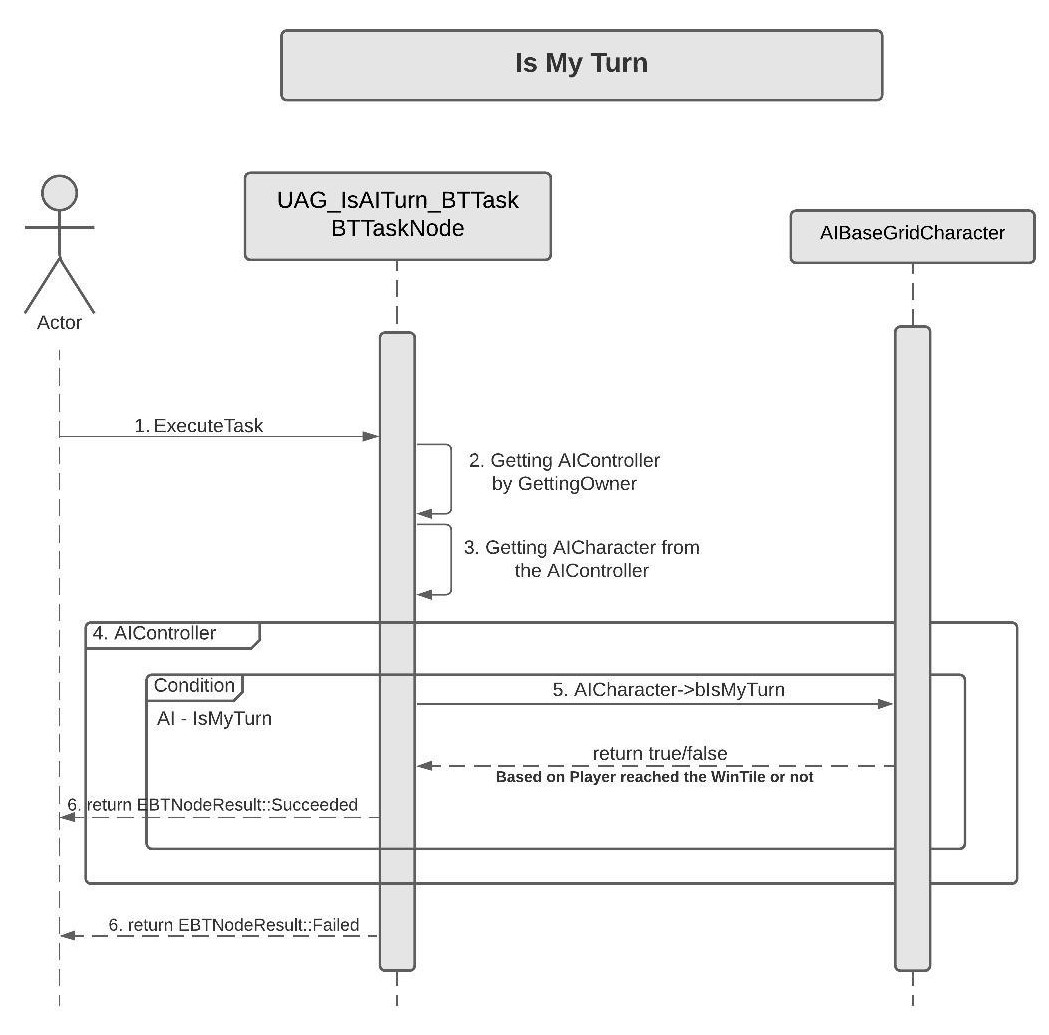 Is My Turn
UAG_IsAITurn_BTTask
BTTaskNode
AIBaseGridCharacter
Actor
1. ExecuteTask
2. Getting AIController
by GettingOwner
3. Getting AICharacter from
the AIController
4. AIController
Condition
AI - IsMyTurn
5. AICharacter->bIsMyTurn
return true/false
Based on Player reached the WinTile or not
6. return EBTNodeResult::Succeeded
6. return EBTNodeResult::Failed